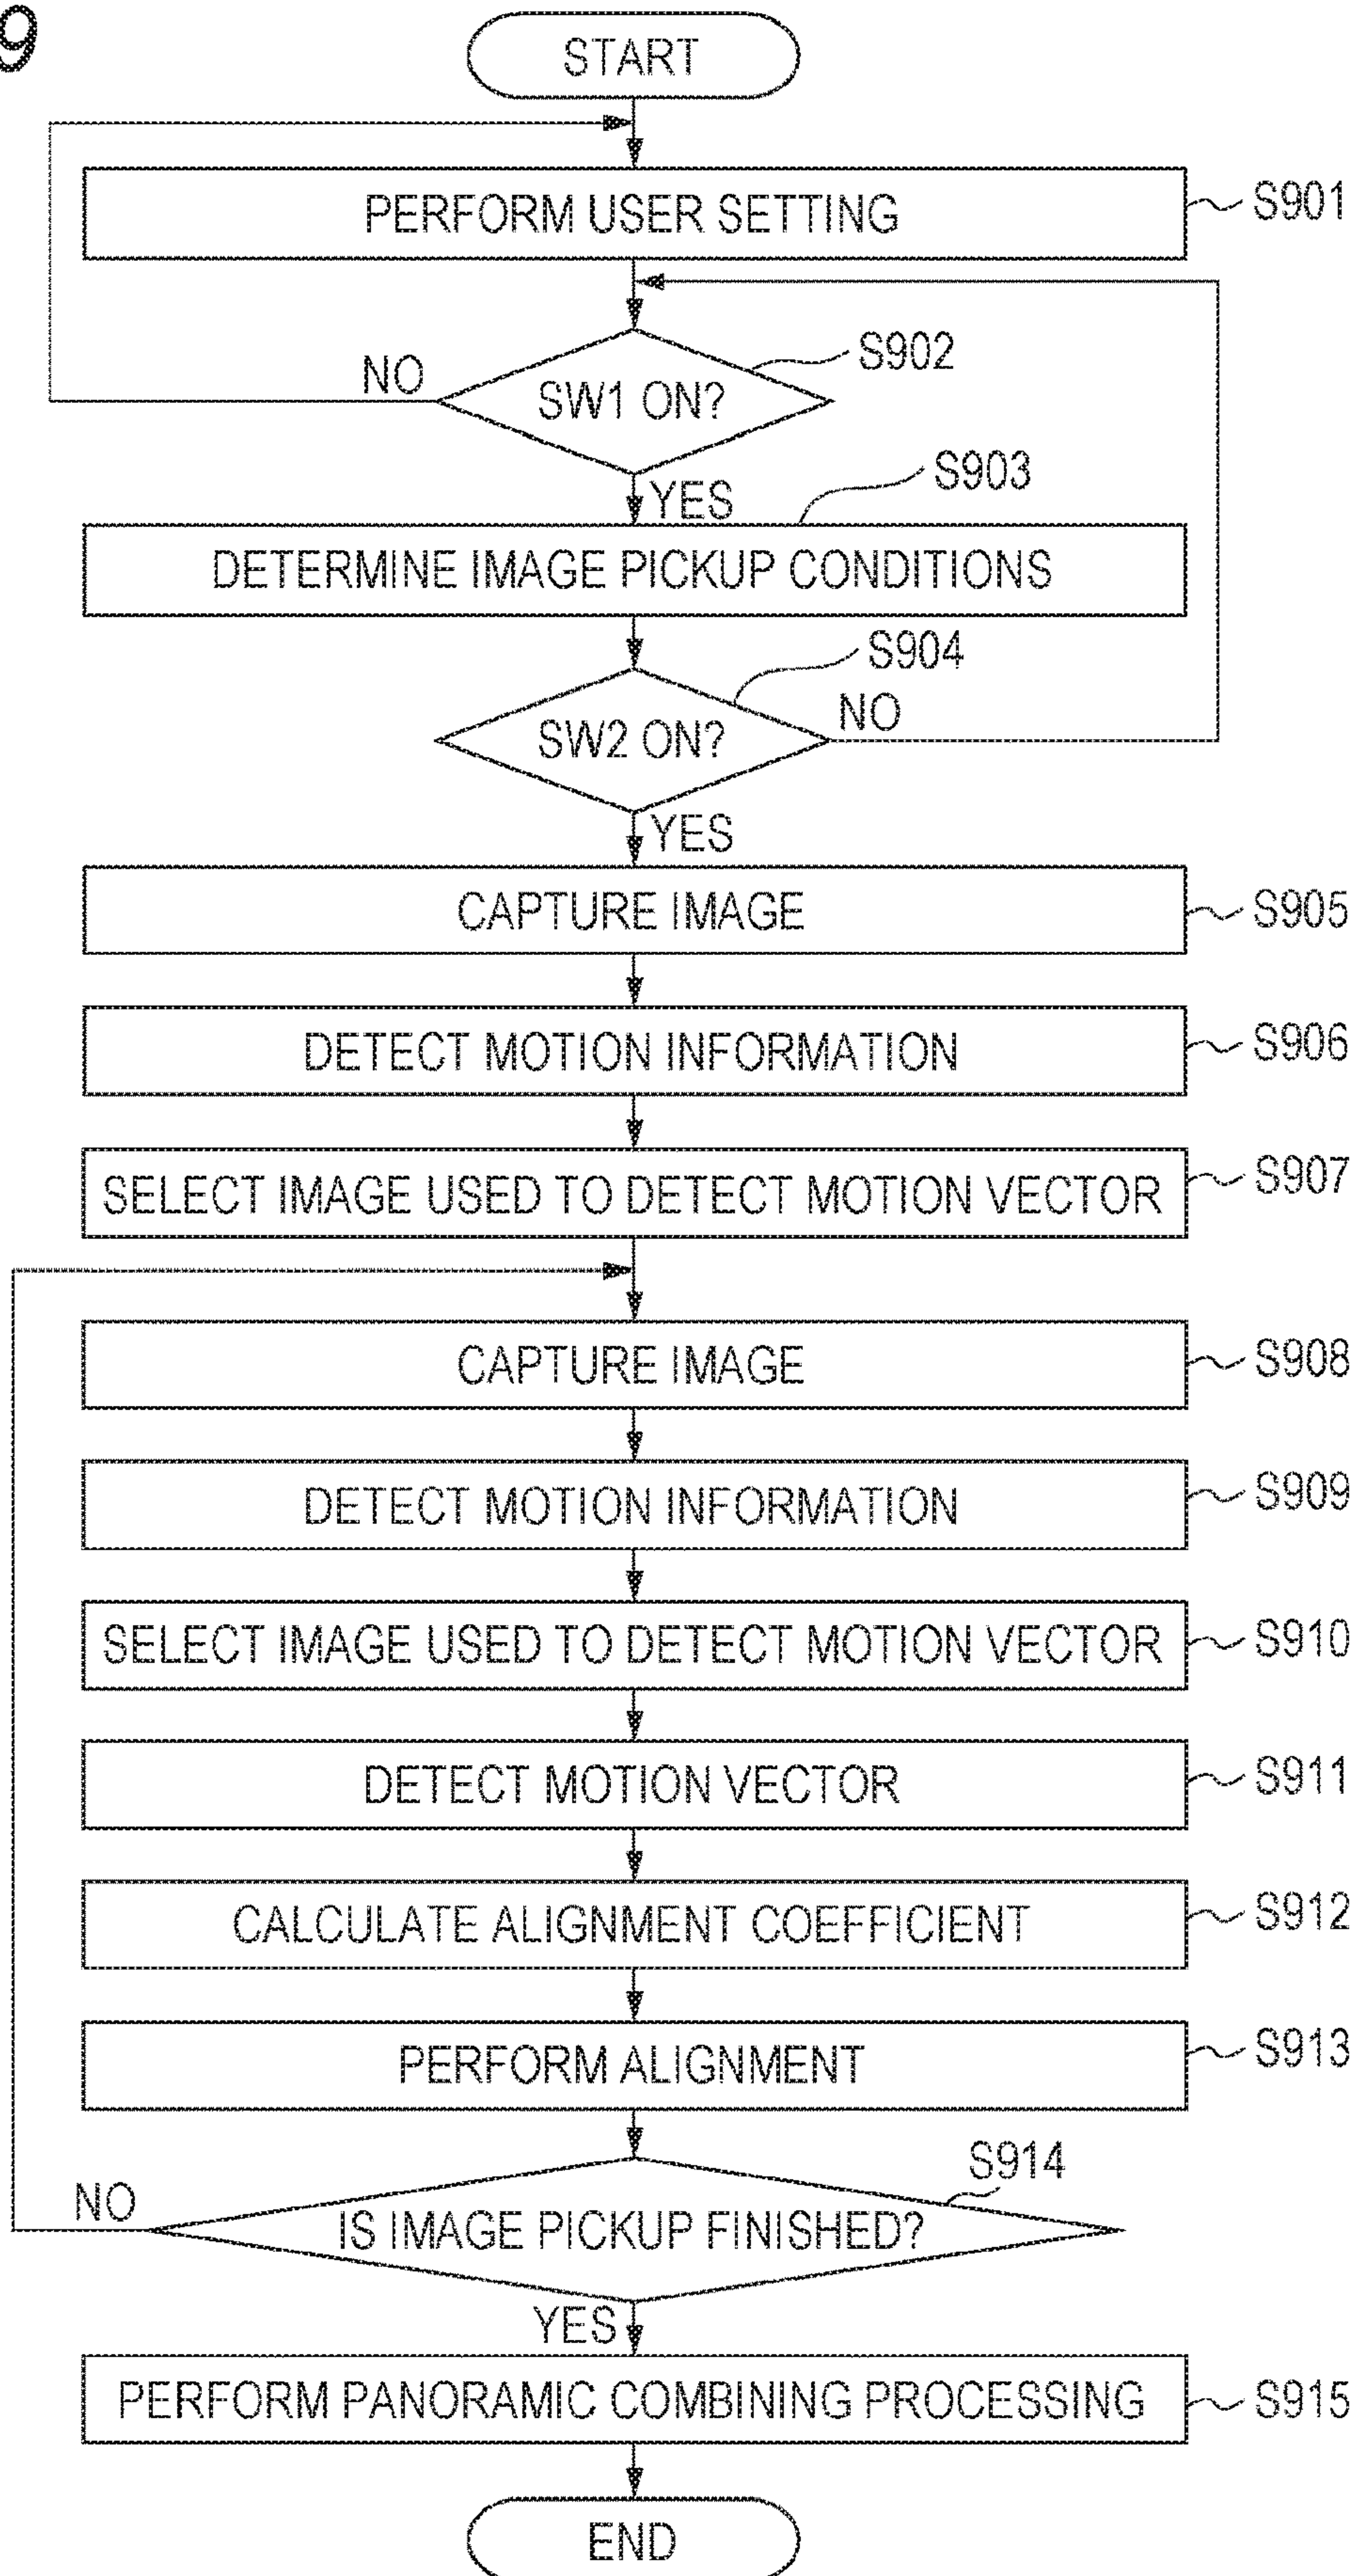 9
START
PERFORM USER SETTING
S901
S902
NO
SW1 ON?
S903
YES
DETERMINE IMAGE PICKUP CONDITIONS
S904
NO
SW2 ON?
YES
CAPTURE IMAGE
S905
DETECT MOTION INFORMATION
S906
SELECT IMAGE USED TO DETECT MOTION VECTOR
S907
CAPTURE IMAGE
S908
DETECT MOTION INFORMATION
S909
SELECT IMAGE USED TO DETECT MOTION VECTOR
S910
DETECT MOTION VECTOR
S911
CALCULATE ALIGNMENT COEFFICIENT
S912
PERFORM ALIGNMENT
S913
S914
NO
IS IMAGE PICKUP FINISHED?
YES
PERFORM PANORAMIC COMBINING PROCESSING
S915
END